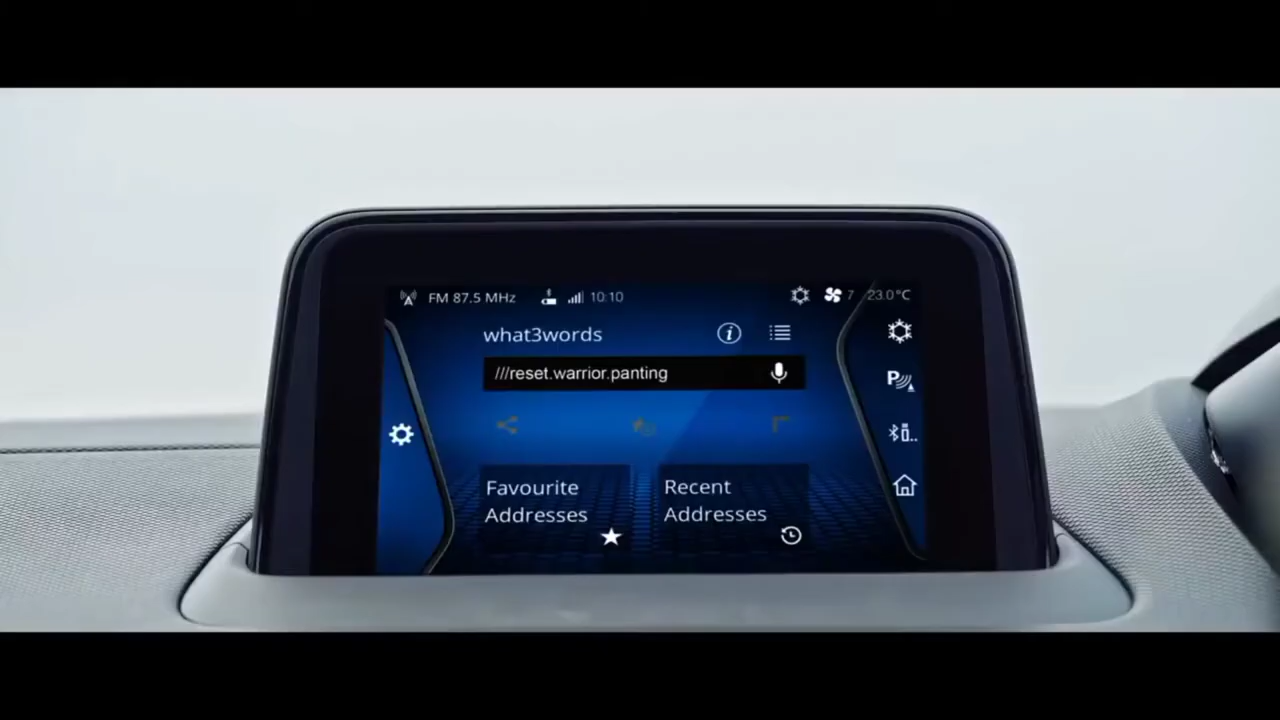 FM 87.5 MHz 10:10 7 23.0°C
what3words
///reset.warrior.panting
P
Favourite
Addresses
Recent
Addresses